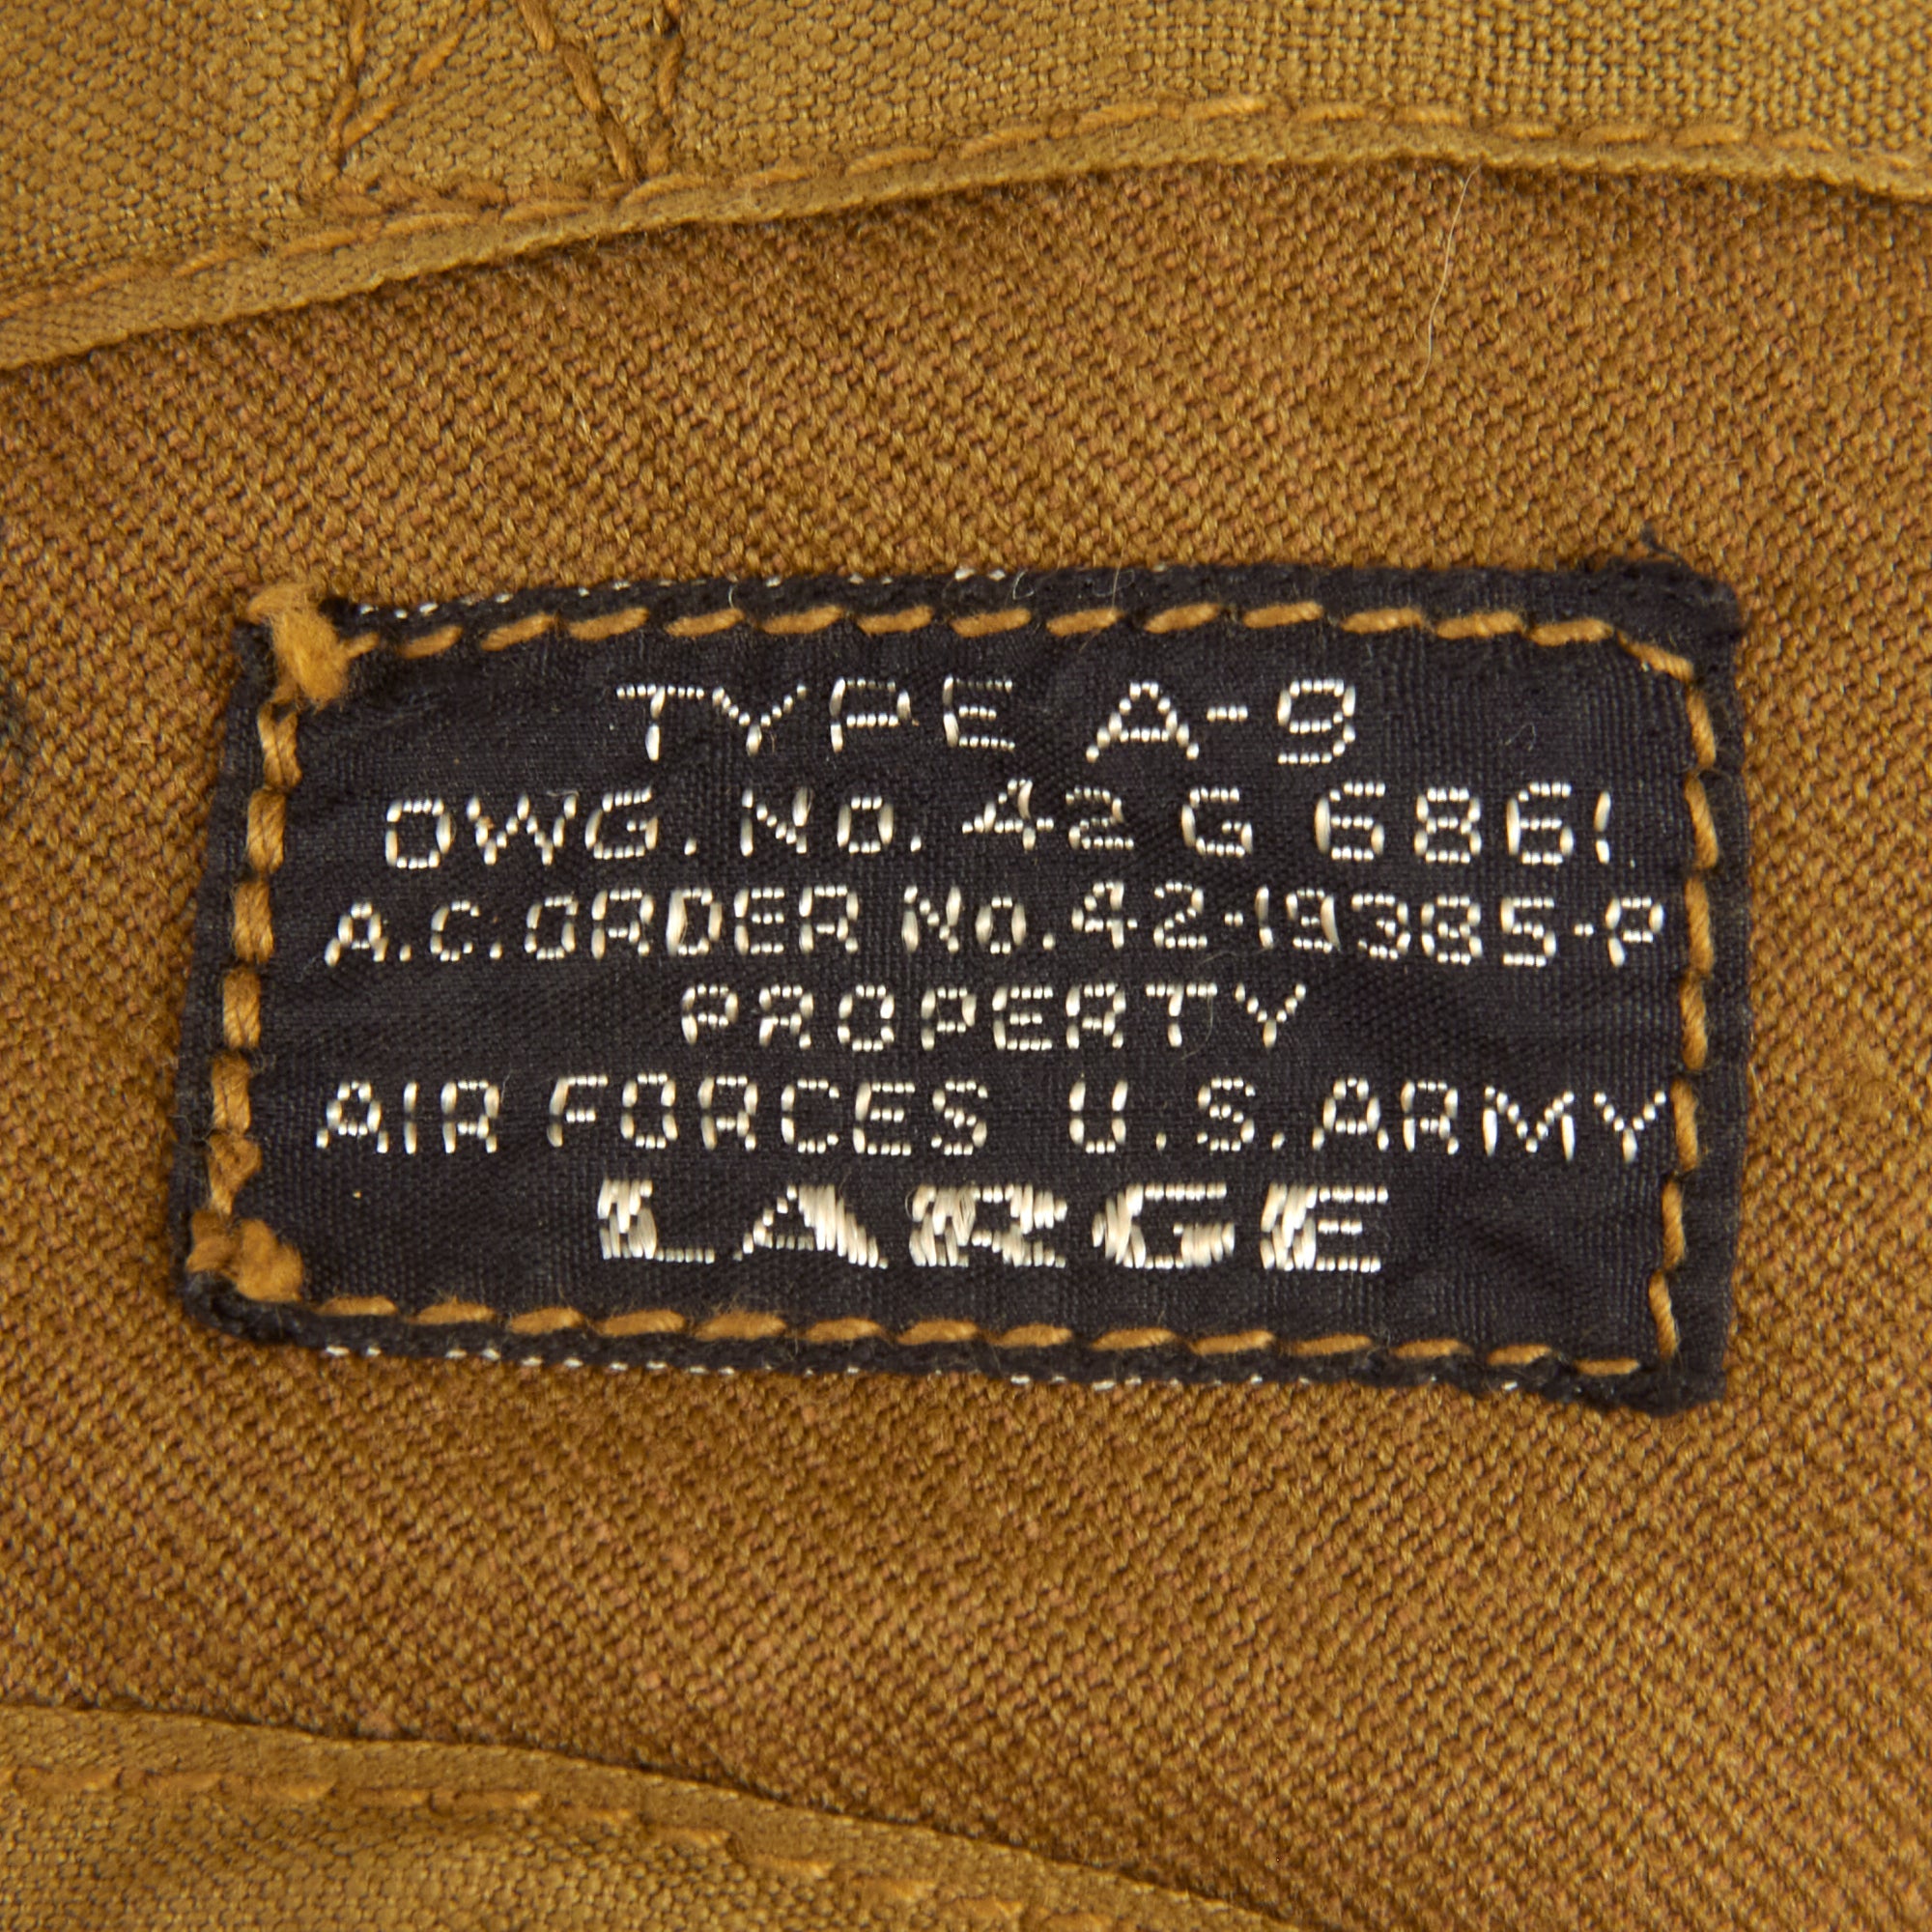 TYPE A-9
DWG. No. 42 G 6861
A.C. ORDER No. 42-19385-P
PROPERTY
AIR FORCES U.S. ARMY
LARGE